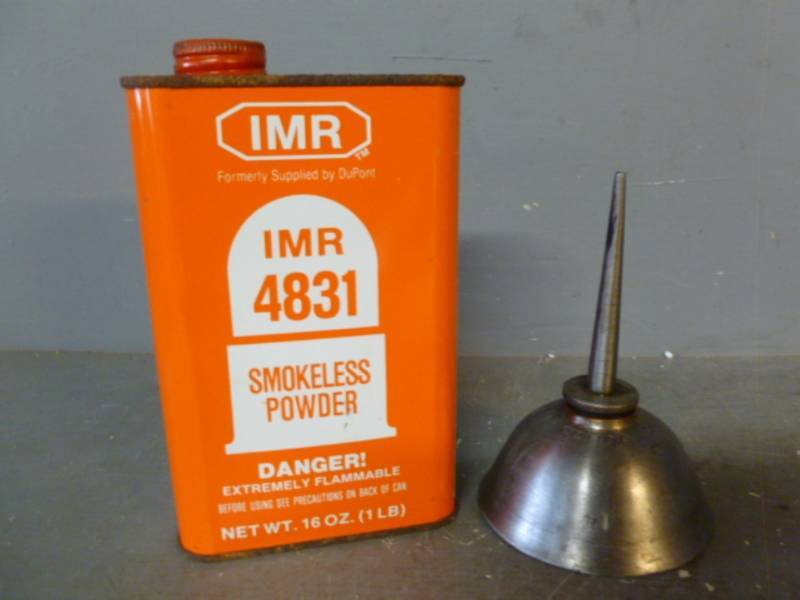 IMR
TM
Formerly Supplied by DuPont
IMR
4831
SMOKELESS
POWDER
DANGER!
EXTREMELY FLAMMABLE
BEFORE USING SEE PRECAUTIONS ON BACK OF CAN
NET WT. 16 OZ. (1 LB)